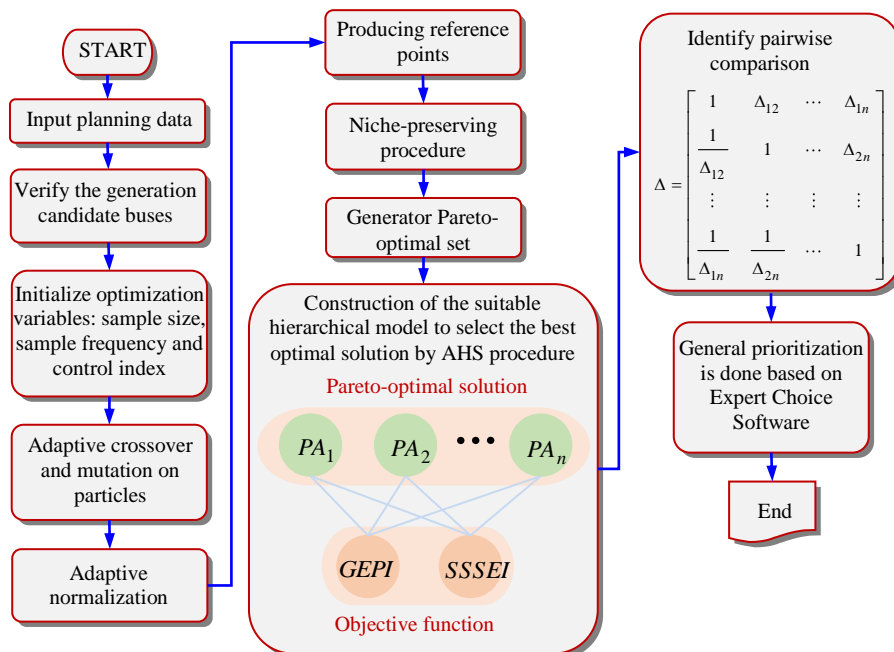 START
Input planning data
Verify the generation
candidate buses
Initialize optimization
variables: sample size,
sample frequency and
control index
Adaptive crossover
and mutation on
particles
Adaptive
normalization
Producing reference
points
Niche-preserving
procedure
Generator Pareto-
optimal set
Construction of the suitable
hierarchical model to select the best
optimal solution by AHS procedure
Pareto-optimal solution
PA₁ PA₂ ••• PAₙ
GEPI SSSEI
Objective function
Identify pairwise
comparison
Δ = [ 1 Δ₁₂ ⋯ Δ₁ₙ
1/Δ₁₂ 1 ⋯ Δ₂ₙ
⋮ ⋮ ⋮ ⋮
1/Δ₁ₙ 1/Δ₂ₙ ⋯ 1 ]
General prioritization
is done based on
Expert Choice
Software
End